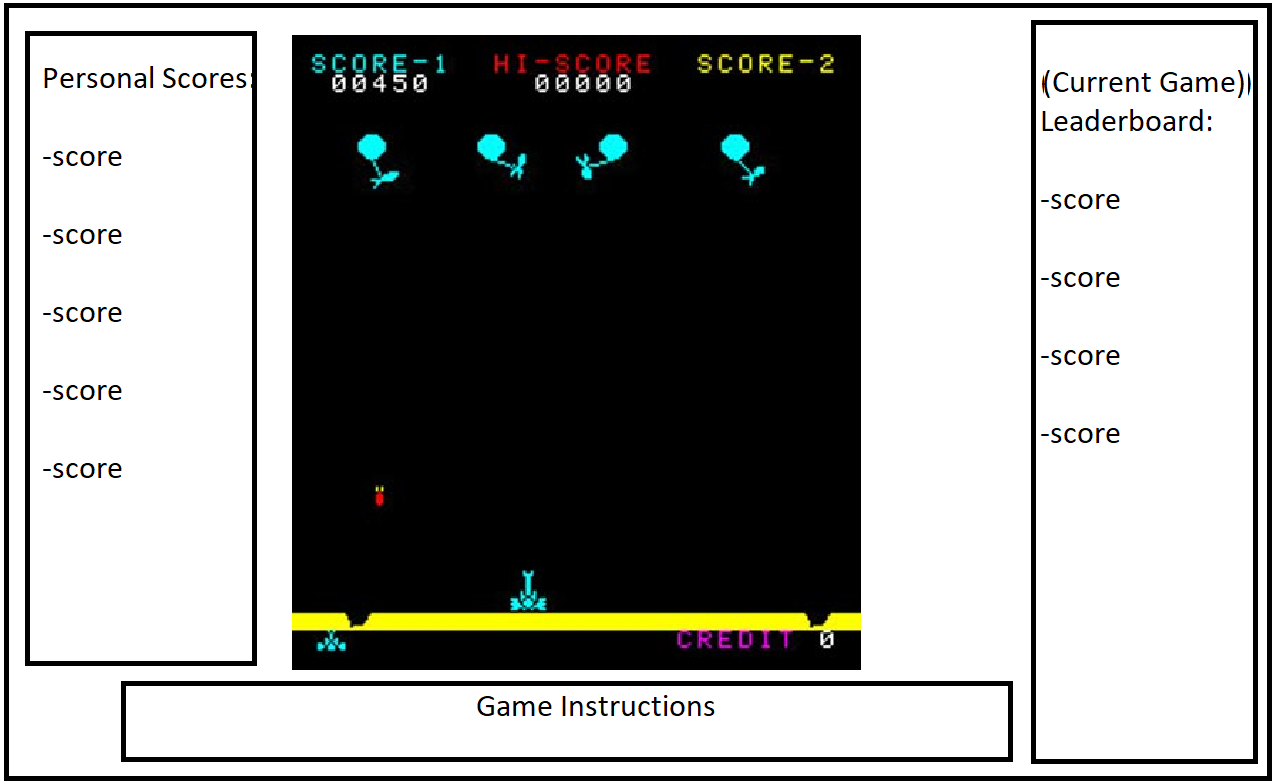 Personal Scores:
-score
-score
-score
-score
-score
SCORE-1 HI-SCORE SCORE-2
00450 00000
CREDIT 0
Game Instructions
((Current Game))
Leaderboard:
-score
-score
-score
-score